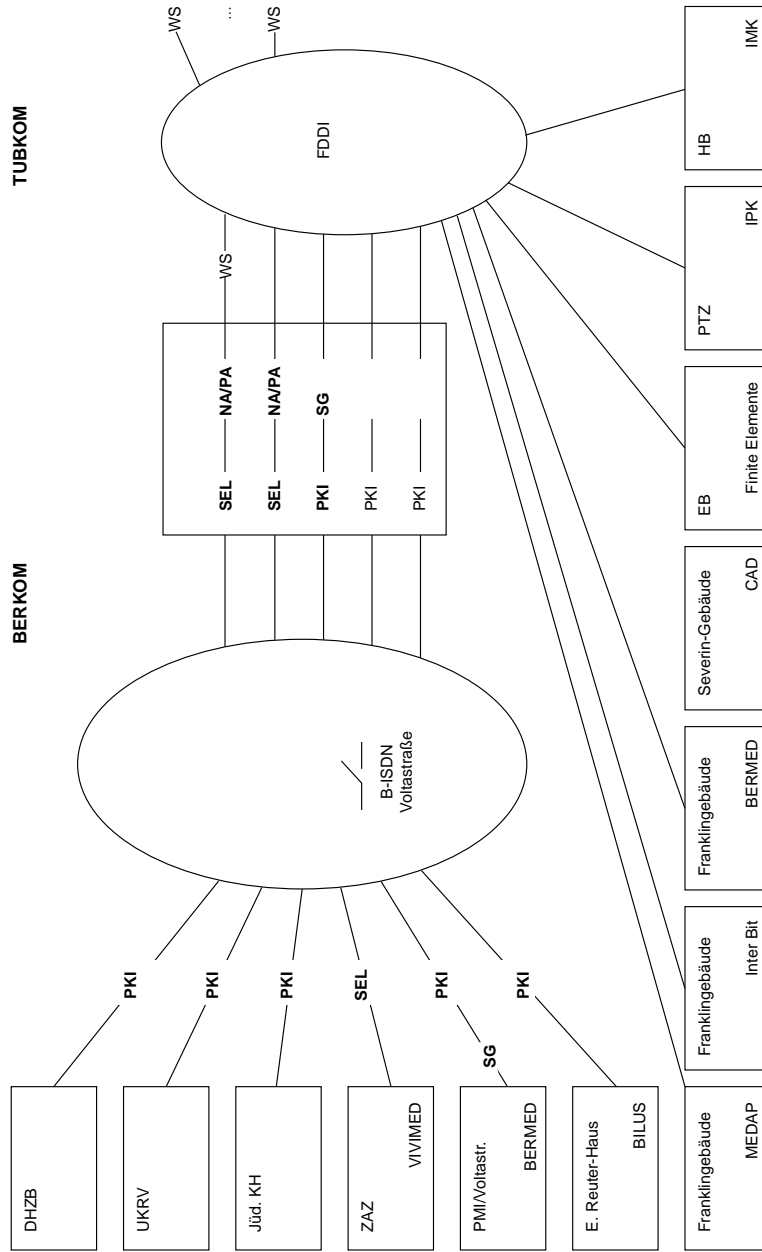 BERKOM
TUBKOM
DHZB
UKRV
Jüd. KH
ZAZ
VIVIMED
PMI/Voltastr.
BERMED
E. Reuter-Haus
BILUS
PKI
PKI
PKI
SEL
SG
PKI
PKI
B-ISDN
Voltastraße
SEL NA/PA WS
SEL NA/PA
PKI SG
PKI
PKI
FDDI
WS
...
WS
Franklingebäude
MEDAP
Franklingebäude
Inter Bit
Franklingebäude
BERMED
Severin-Gebäude
CAD
EB
Finite Elemente
PTZ
IPK
HB
IMK